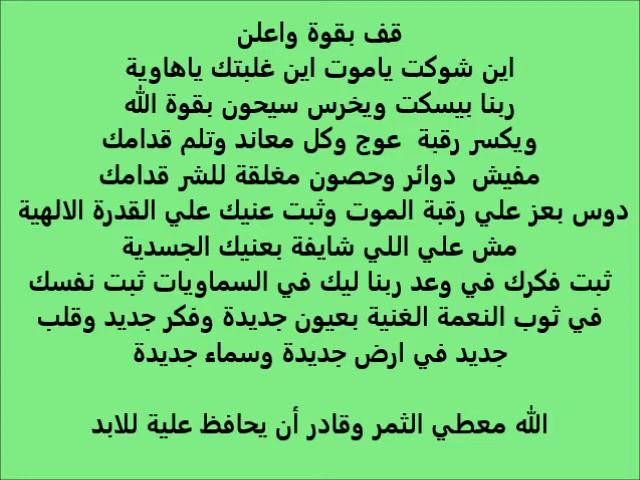 قف بقوة واعلن
اين شوكت ياموت اين غلبتك ياهاوية
ربنا بيسكت ويخرس سيحون بقوة الله
ويكسر رقبة عوج وكل معاند وتلم قدامك
مفيش دوائر وحصون مغلقة للشر قدامك
دوس بعز علي رقبة الموت وثبت عنيك علي القدرة الالهية
مش علي اللي شايفة بعنيك الجسدية
ثبت فكرك في وعد ربنا ليك في السماويات ثبت نفسك
في ثوب النعمة الغنية بعيون جديدة وفكر جديد وقلب
جديد في ارض جديدة وسماء جديدة
الله معطي الثمر وقادر أن يحافظ علية للابد